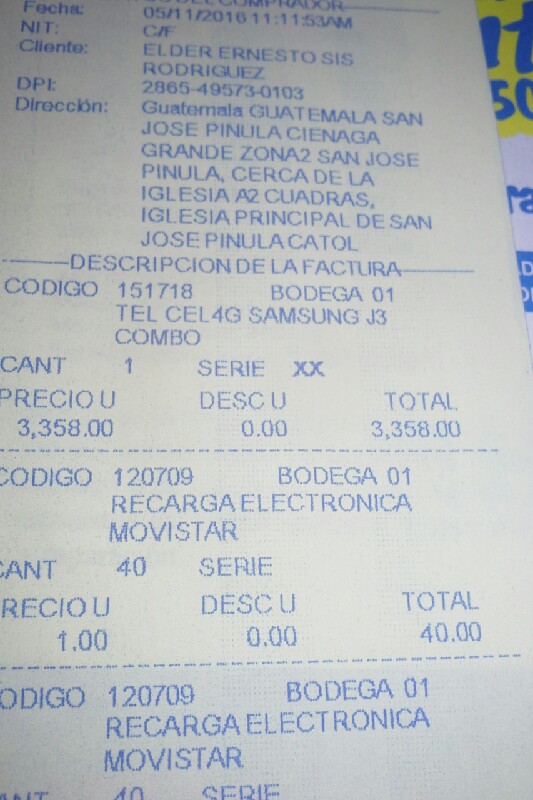 DEL COMPRADOR
Fecha: 05/11/2016 11:11:53AM
NIT: C/F
Cliente: ELDER ERNESTO SIS
RODRIGUEZ
DPI: 2865-49573-0103
Dirección: Guatemala GUATEMALA SAN
JOSE PINULA CIENAGA
GRANDE ZONA2 SAN JOSE
PINULA, CERCA DE LA
IGLESIA A2 CUADRAS,
IGLESIA PRINCIPAL DE SAN
JOSE PINULA CATOL
DESCRIPCION DE LA FACTURA
CODIGO 151718 BODEGA 01
TEL CEL4G SAMSUNG J3
COMBO
CANT 1 SERIE XX
PRECIO U DESC U TOTAL
3,358.00 0.00 3,358.00
CODIGO 120709 BODEGA 01
RECARGA ELECTRONICA
MOVISTAR
CANT 40 SERIE
RECIO U DESC U TOTAL
1.00 0.00 40.00
ODIGO 120709 BODEGA 01
RECARGA ELECTRONICA
MOVISTAR
ANT 40 SERIE